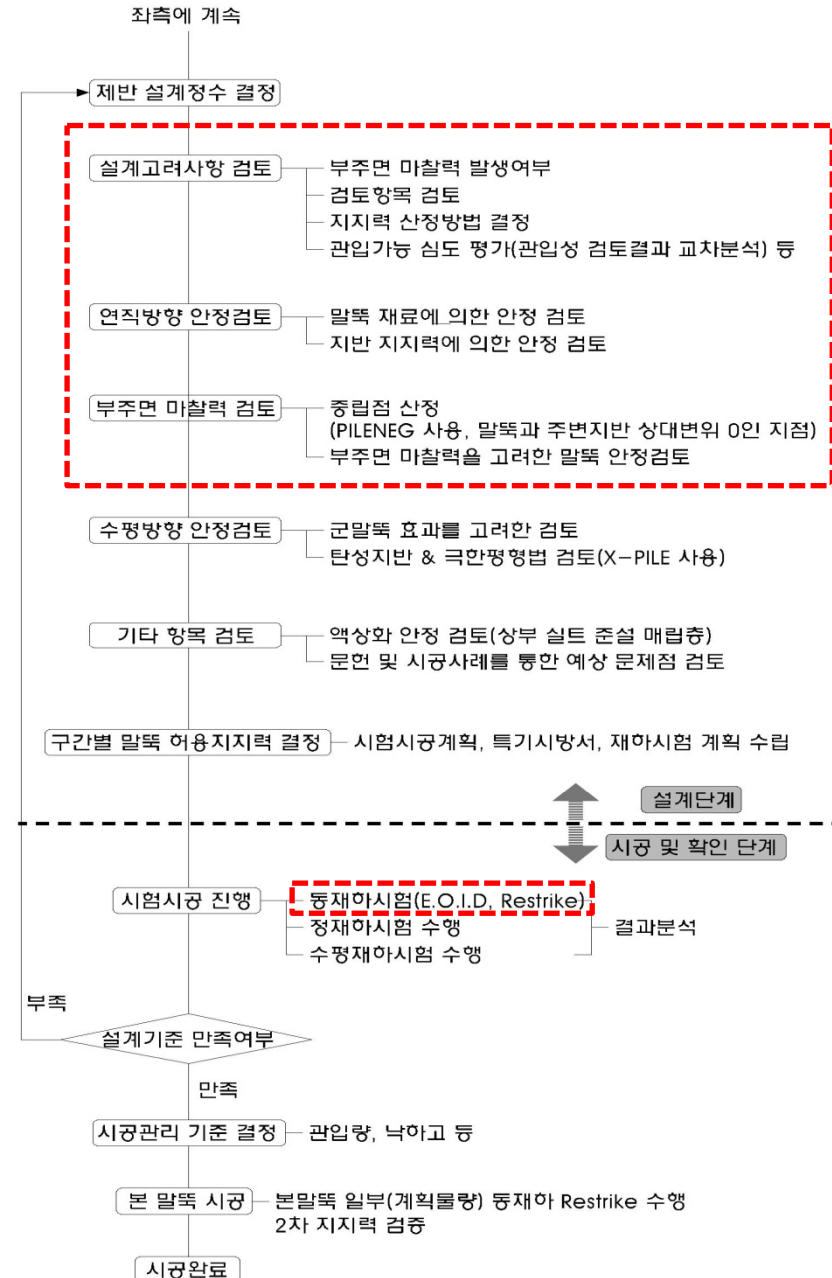 좌측에 계속
제반 설계정수 결정
설계고려사항 검토
부주면 마찰력 발생여부
검토항목 검토
지지력 산정방법 결정
관입가능 심도 평가(관입성 검토결과 교차분석) 등
연직방향 안정검토
말뚝 재료에 의한 안정 검토
지반 지지력에 의한 안정 검토
부주면 마찰력 검토
중립점 산정
(PILENEG 사용, 말뚝과 주변지반 상대변위 0인 지점)
부주면 마찰력을 고려한 말뚝 안정검토
수평방향 안정검토
군말뚝 효과를 고려한 검토
탄성지반 & 극한평형법 검토(X-PILE 사용)
기타 항목 검토
액상화 안정 검토(상부 실트 준설 매립층)
문헌 및 시공사례를 통한 예상 문제점 검토
구간별 말뚝 허용지지력 결정
시험시공계획, 특기시방서, 재하시험 계획 수립
설계단계
시공 및 확인 단계
시험시공 진행
동재하시험(E.O.I.D, Restrike)
정재하시험 수행
수평재하시험 수행
결과분석
부족
설계기준 만족여부
만족
시공관리 기준 결정
관입량, 낙하고 등
본 말뚝 시공
본말뚝 일부(계획물량) 동재하 Restrike 수행
2차 지지력 검증
시공완료